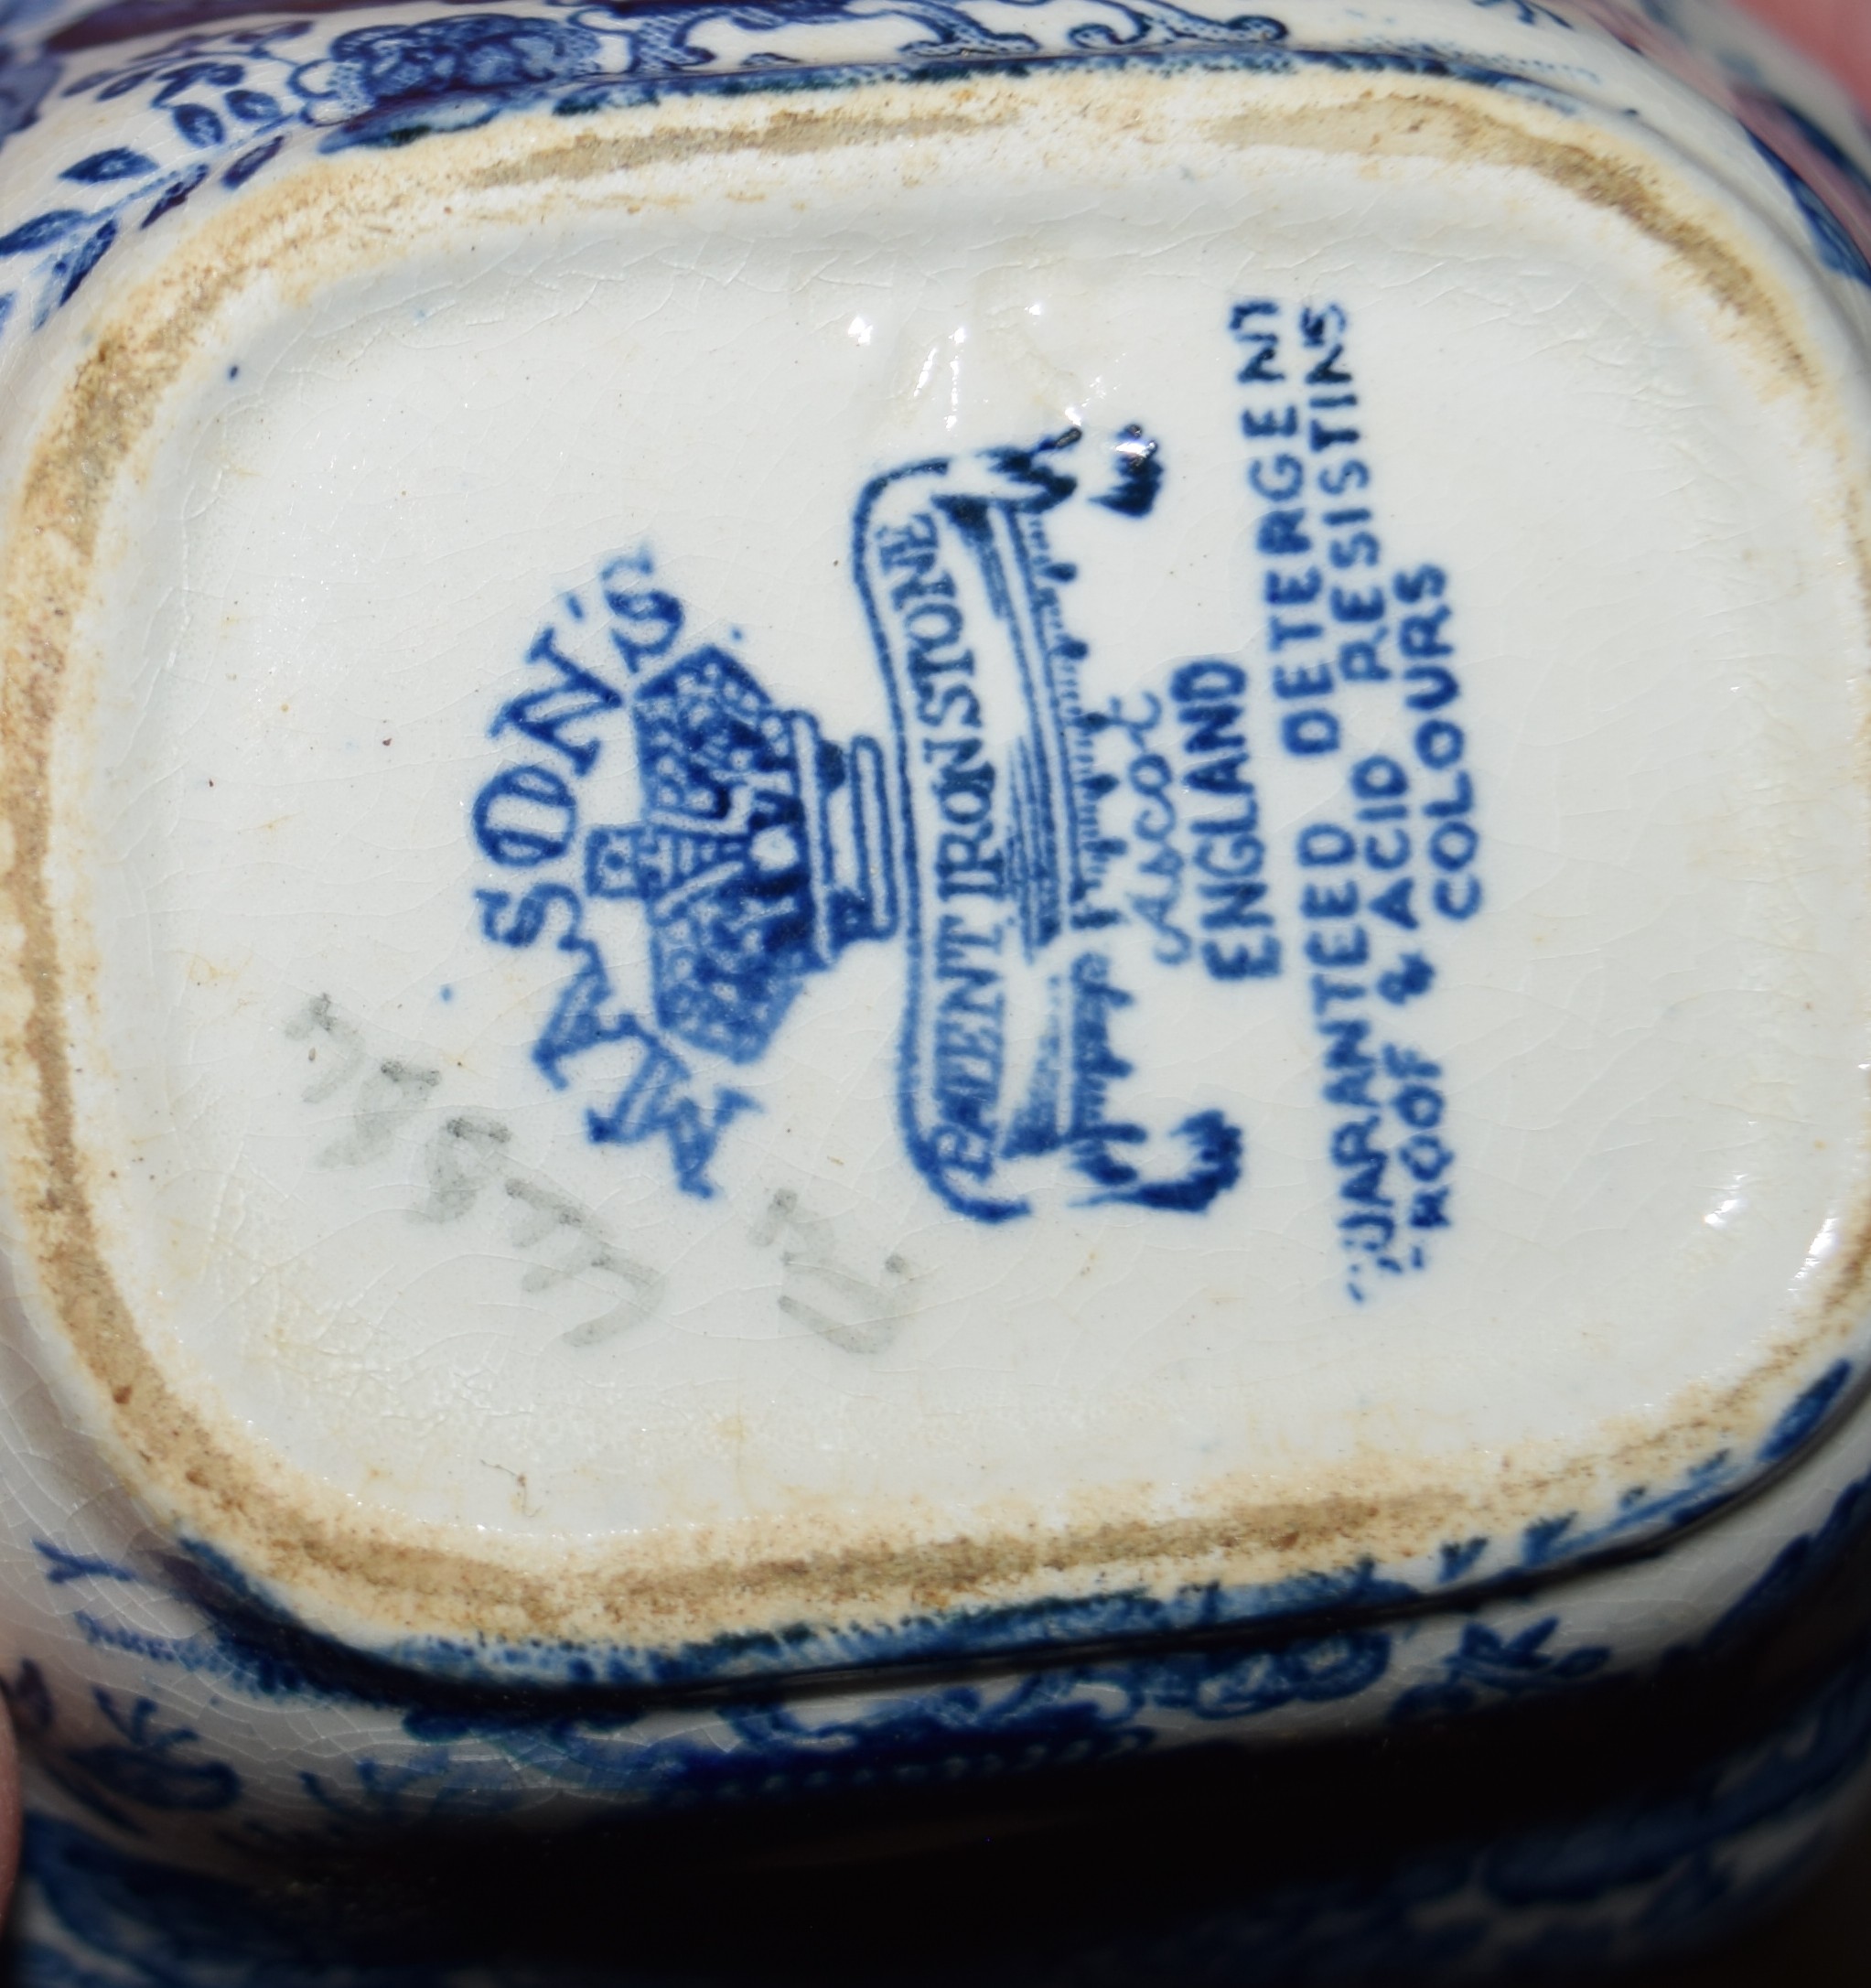 MASON'S
PATENT IRONSTONE
Ascot
ENGLAND
GUARANTEED DETERGENT
PROOF & ACID RESISTING
COLOURS